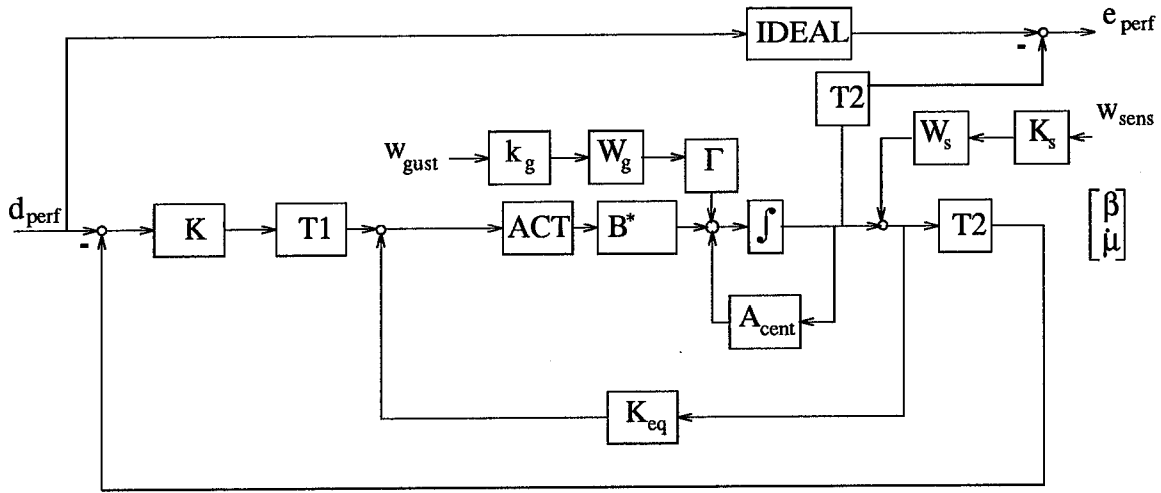 IDEAL
e perf
-
T2
w sens
W s
K s
w gust
k g
W g
Γ
d perf
-
K
T1
ACT
B*
∫
T2
β
μ̇
A cent
K eq